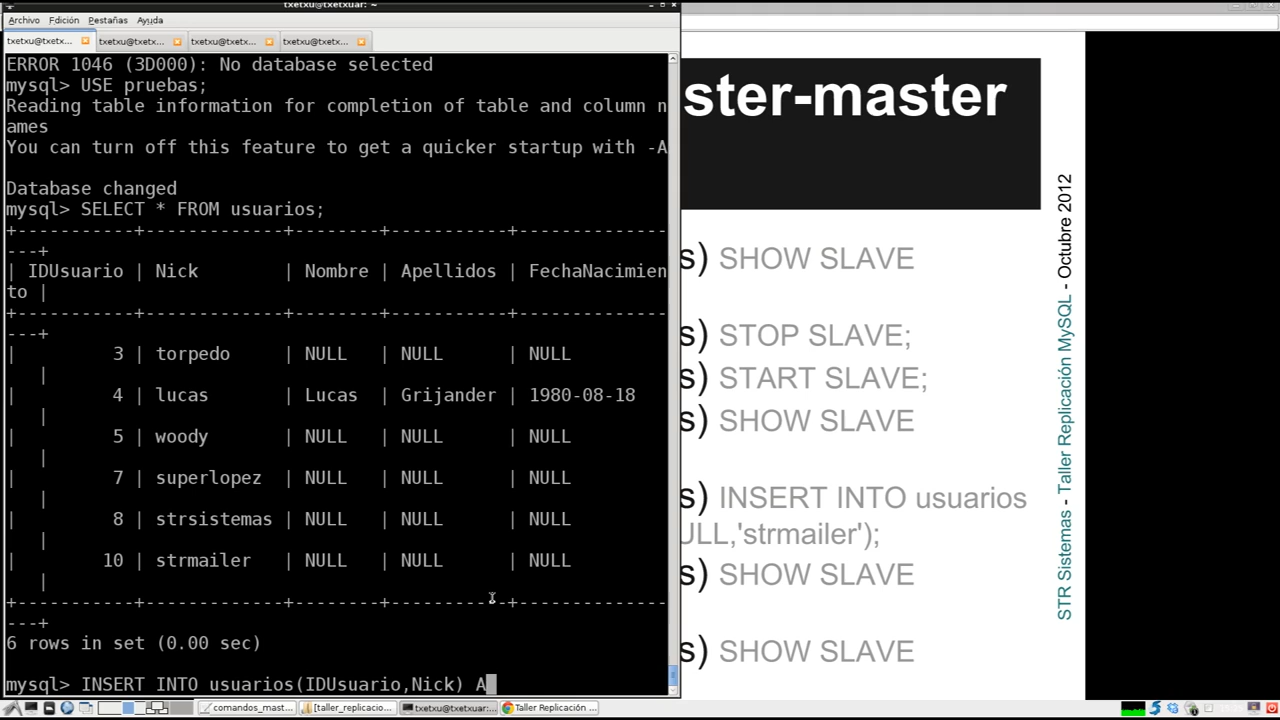 txetxu@txetxuar: ~
Archivo Edición Pestañas Ayuda
txetxu@txetx... txetxu@txetx... txetxu@txetx... txetxu@txetx...
ERROR 1046 (3D000): No database selected
mysql> USE pruebas;
Reading table information for completion of table and column n
ames
You can turn off this feature to get a quicker startup with -A
Database changed
mysql> SELECT * FROM usuarios;
+-----------+-------------+--------+-----------+--------------
---+
| IDUsuario | Nick | Nombre | Apellidos | FechaNacimien
to |
+-----------+-------------+--------+-----------+--------------
---+
| 3 | torpedo | NULL | NULL | NULL
|
| 4 | lucas | Lucas | Grijander | 1980-08-18
|
| 5 | woody | NULL | NULL | NULL
|
| 7 | superlopez | NULL | NULL | NULL
|
| 8 | strsistemas | NULL | NULL | NULL
|
| 10 | strmailer | NULL | NULL | NULL
|
+-----------+-------------+--------+-----------+--------------
---+
6 rows in set (0.00 sec)
mysql> INSERT INTO usuarios(IDUsuario,Nick) A
ster-master
s) SHOW SLAVE
s) STOP SLAVE;
s) START SLAVE;
s) SHOW SLAVE
s) INSERT INTO usuarios
ULL,'strmailer');
s) SHOW SLAVE
s) SHOW SLAVE
STR Sistemas - Taller Replicación MySQL - Octubre 2012
comandos_mast... [taller_replicacio... txetxu@txetxuar:... Taller Replicación ...